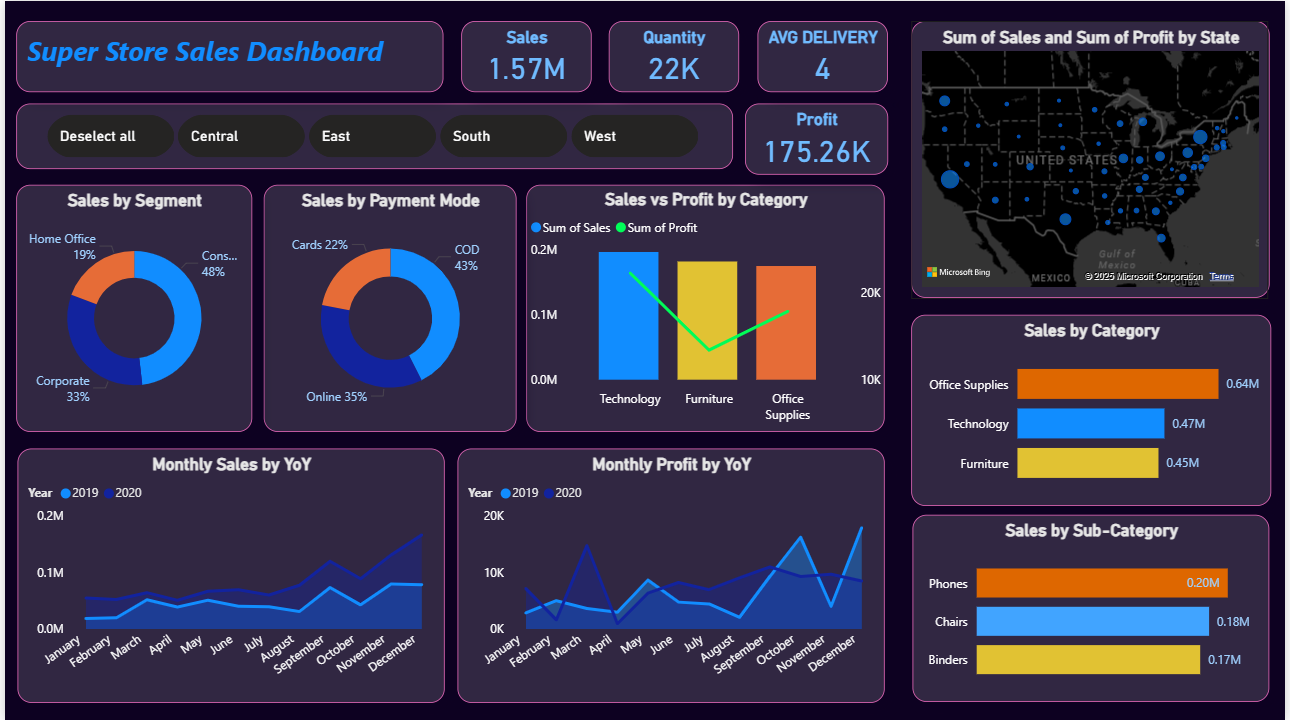 Super Store Sales Dashboard
Sales
1.57M
Quantity
22K
AVG DELIVERY
4
Deselect all
Central
East
South
West
Profit
175.26K
Sum of Sales and Sum of Profit by State
UNITED STATES
Gulf of
Mexico
MEXICO
CUBA
Microsoft Bing
© 2025 Microsoft Corporation Terms
Sales by Segment
Home Office
19%
Cons...
48%
Corporate
33%
Sales by Payment Mode
Cards 22%
COD
43%
Online 35%
Sales vs Profit by Category
Sum of Sales Sum of Profit
0.2M
0.1M
0.0M
20K
10K
Technology
Furniture
Office
Supplies
Sales by Category
Office Supplies 0.64M
Technology 0.47M
Furniture 0.45M
Monthly Sales by YoY
Year 2019 2020
0.2M
0.1M
0.0M
January
February
March
April
May
June
July
August
September
October
November
December
Monthly Profit by YoY
Year 2019 2020
20K
10K
0K
January
February
March
April
May
June
July
August
September
October
November
December
Sales by Sub-Category
Phones 0.20M
Chairs 0.18M
Binders 0.17M